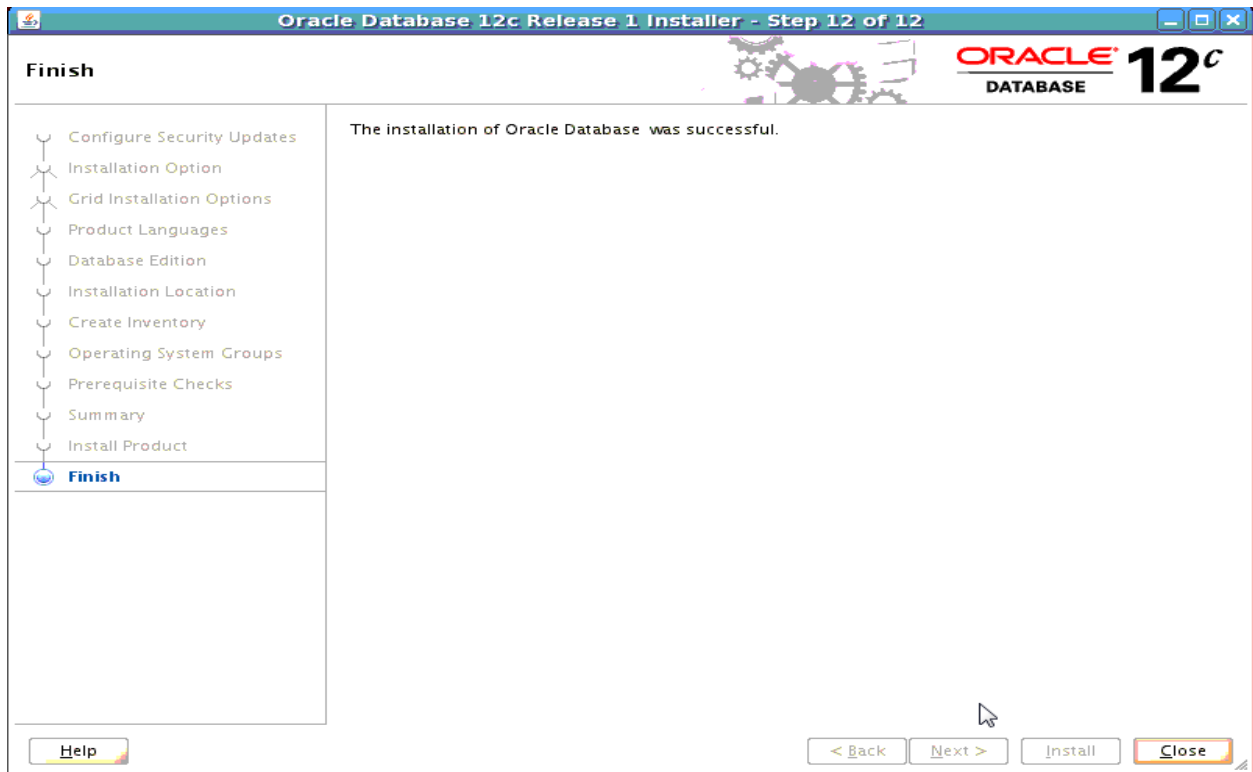 Oracle Database 12c Release 1 Installer - Step 12 of 12
Finish
ORACLE
DATABASE
12c
Configure Security Updates
Installation Option
Grid Installation Options
Product Languages
Database Edition
Installation Location
Create Inventory
Operating System Groups
Prerequisite Checks
Summary
Install Product
Finish
The installation of Oracle Database was successful.
Help
< Back
Next >
Install
Close